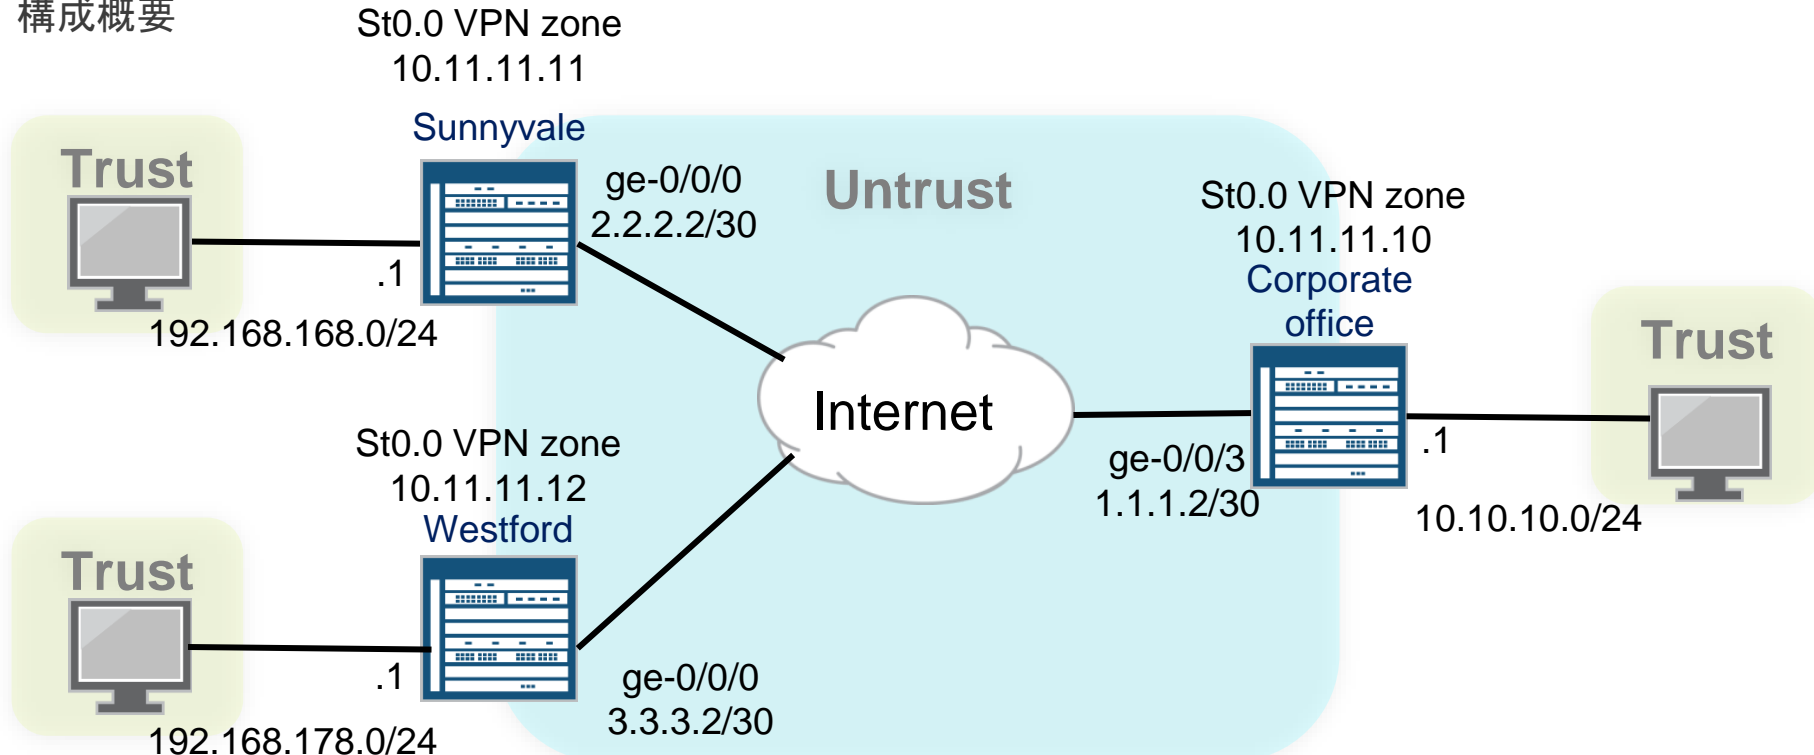 構成概要
St0.0 VPN zone
10.11.11.11
Sunnyvale
Trust
ge-0/0/0
2.2.2.2/30
.1
192.168.168.0/24
Untrust
St0.0 VPN zone
10.11.11.10
Corporate
office
Trust
Internet
ge-0/0/3
1.1.1.2/30
.1
10.10.10.0/24
St0.0 VPN zone
10.11.11.12
Westford
Trust
.1
ge-0/0/0
3.3.3.2/30
192.168.178.0/24